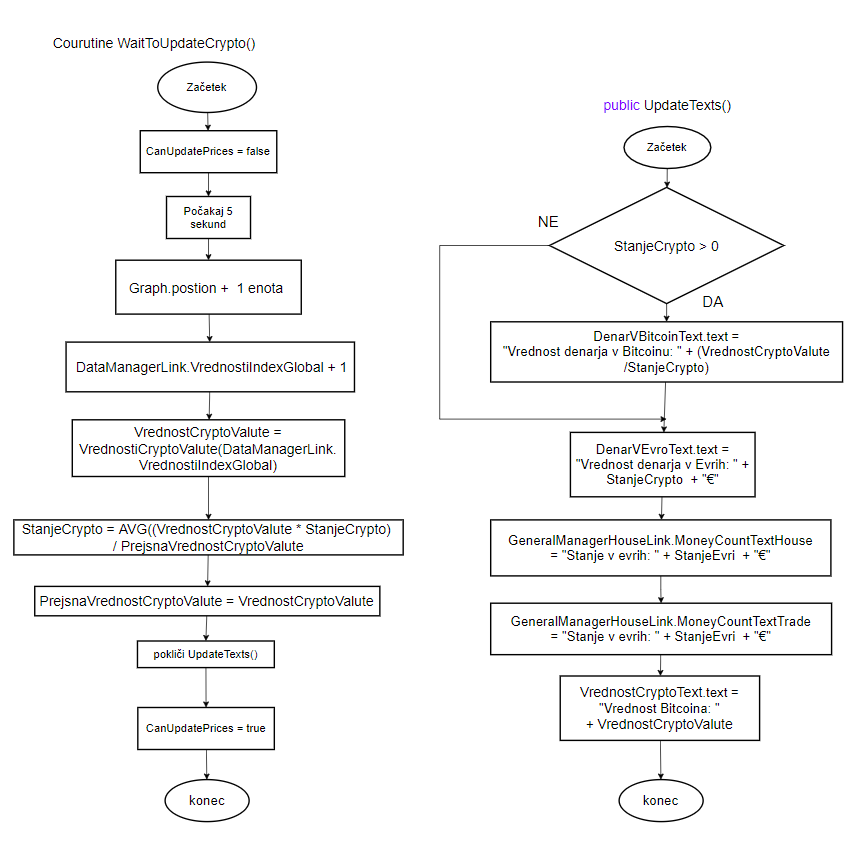 Courutine WaitToUpdateCrypto()
Začetek
CanUpdatePrices = false
Počakaj 5
sekund
Graph.postion +  1 enota
DataManagerLink.VrednostiIndexGlobal + 1
VrednostCryptoValute =
VrednostiCryptoValute(DataManagerLink.
VrednostiIndexGlobal)
StanjeCrypto = AVG((VrednostCryptoValute * StanjeCrypto)
/ PrejsnaVrednostCryptoValute
PrejsnaVrednostCryptoValute = VrednostCryptoValute
pokliči UpdateTexts()
CanUpdatePrices = true
konec
public UpdateTexts()
Začetek
NE
StanjeCrypto > 0
DA
DenarVBitcoinText.text =
"Vrednost denarja v Bitcoinu: " + (VrednostCryptoValute
/StanjeCrypto)
DenarVEvroText.text =
"Vrednost denarja v Evrih: " +
StanjeCrypto  + "€"
GeneralManagerHouseLink.MoneyCountTextHouse
= "Stanje v evrih: " + StanjeEvri  + "€"
GeneralManagerHouseLink.MoneyCountTextTrade
= "Stanje v evrih: " + StanjeEvri  + "€"
VrednostCryptoText.text =
"Vrednost Bitcoina: "
+ VrednostCryptoValute
konec